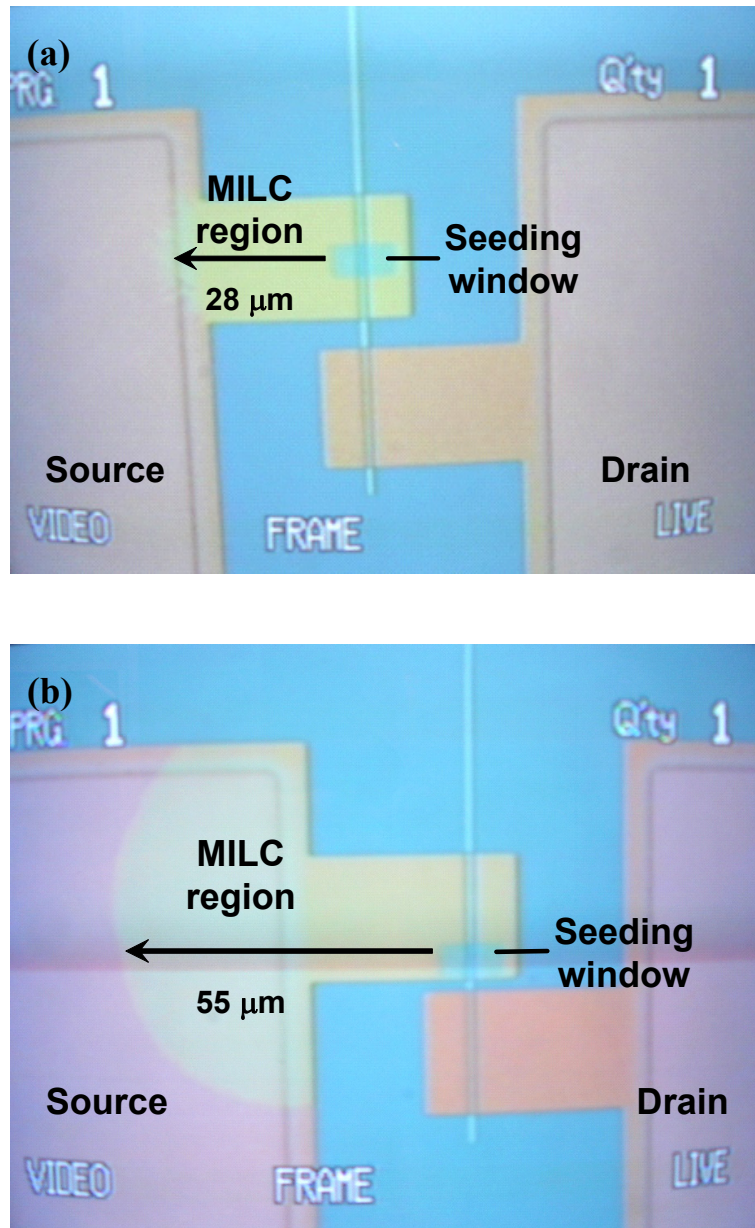 (a)
PRG. 1
Q'ty 1
MILC
region
Seeding
window
28 μm
Source
Drain
VIDEO
FRAME
LIVE
(b)
PRG. 1
Q'ty 1
MILC
region
Seeding
window
55 μm
Source
Drain
VIDEO
FRAME
LIVE